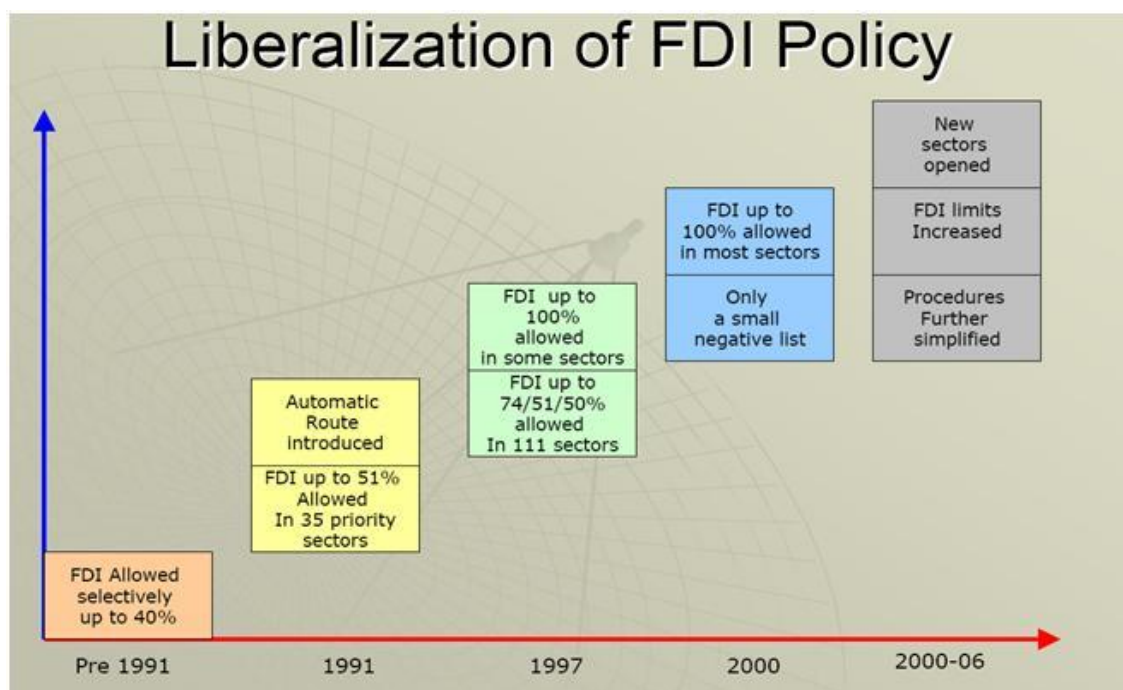 Liberalization of FDI Policy
New
sectors
opened
FDI limits
Increased
Procedures
Further
simplified
FDI up to
100% allowed
in most sectors
Only
a small
negative list
FDI up to
100%
allowed
in some sectors
FDI up to
74/51/50%
allowed
In 111 sectors
Automatic
Route
introduced
FDI up to 51%
Allowed
In 35 priority
sectors
FDI Allowed
selectively
up to 40%
Pre 1991
1991
1997
2000
2000-06